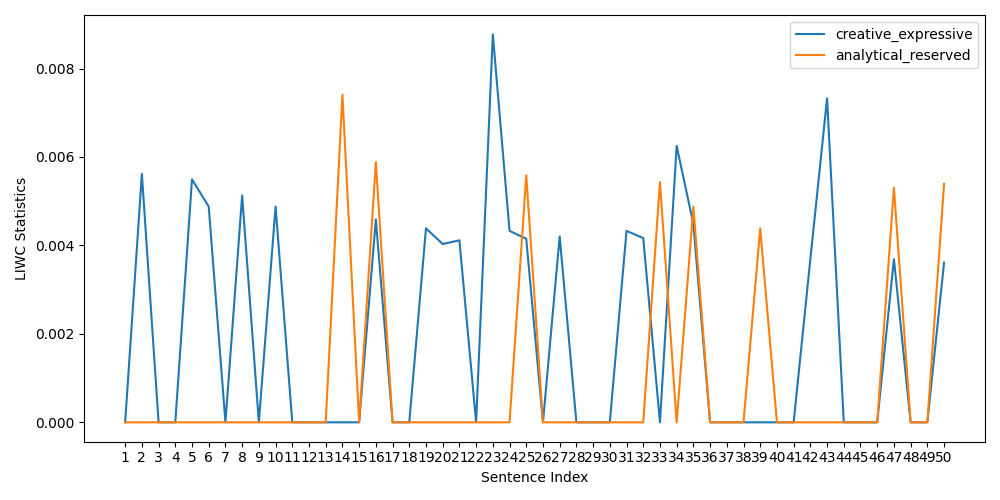 creative_expressive
analytical_reserved
0.008
0.006
0.004
0.002
0.000
LIWC Statistics
1 2 3 4 5 6 7 8 9 10 11 12 13 14 15 16 17 18 19 20 21 22 23 24 25 26 27 28 29 30 31 32 33 34 35 36 37 38 39 40 41 42 43 44 45 46 47 48 49 50
Sentence Index